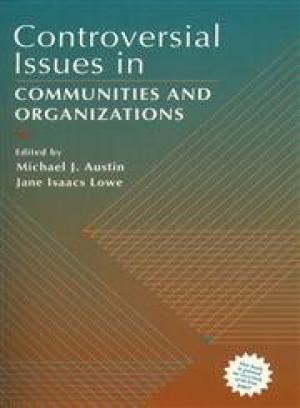 Controversial
Issues in
COMMUNITIES AND
ORGANIZATIONS
Edited by
Michael J. Austin
Jane Isaacs Lowe